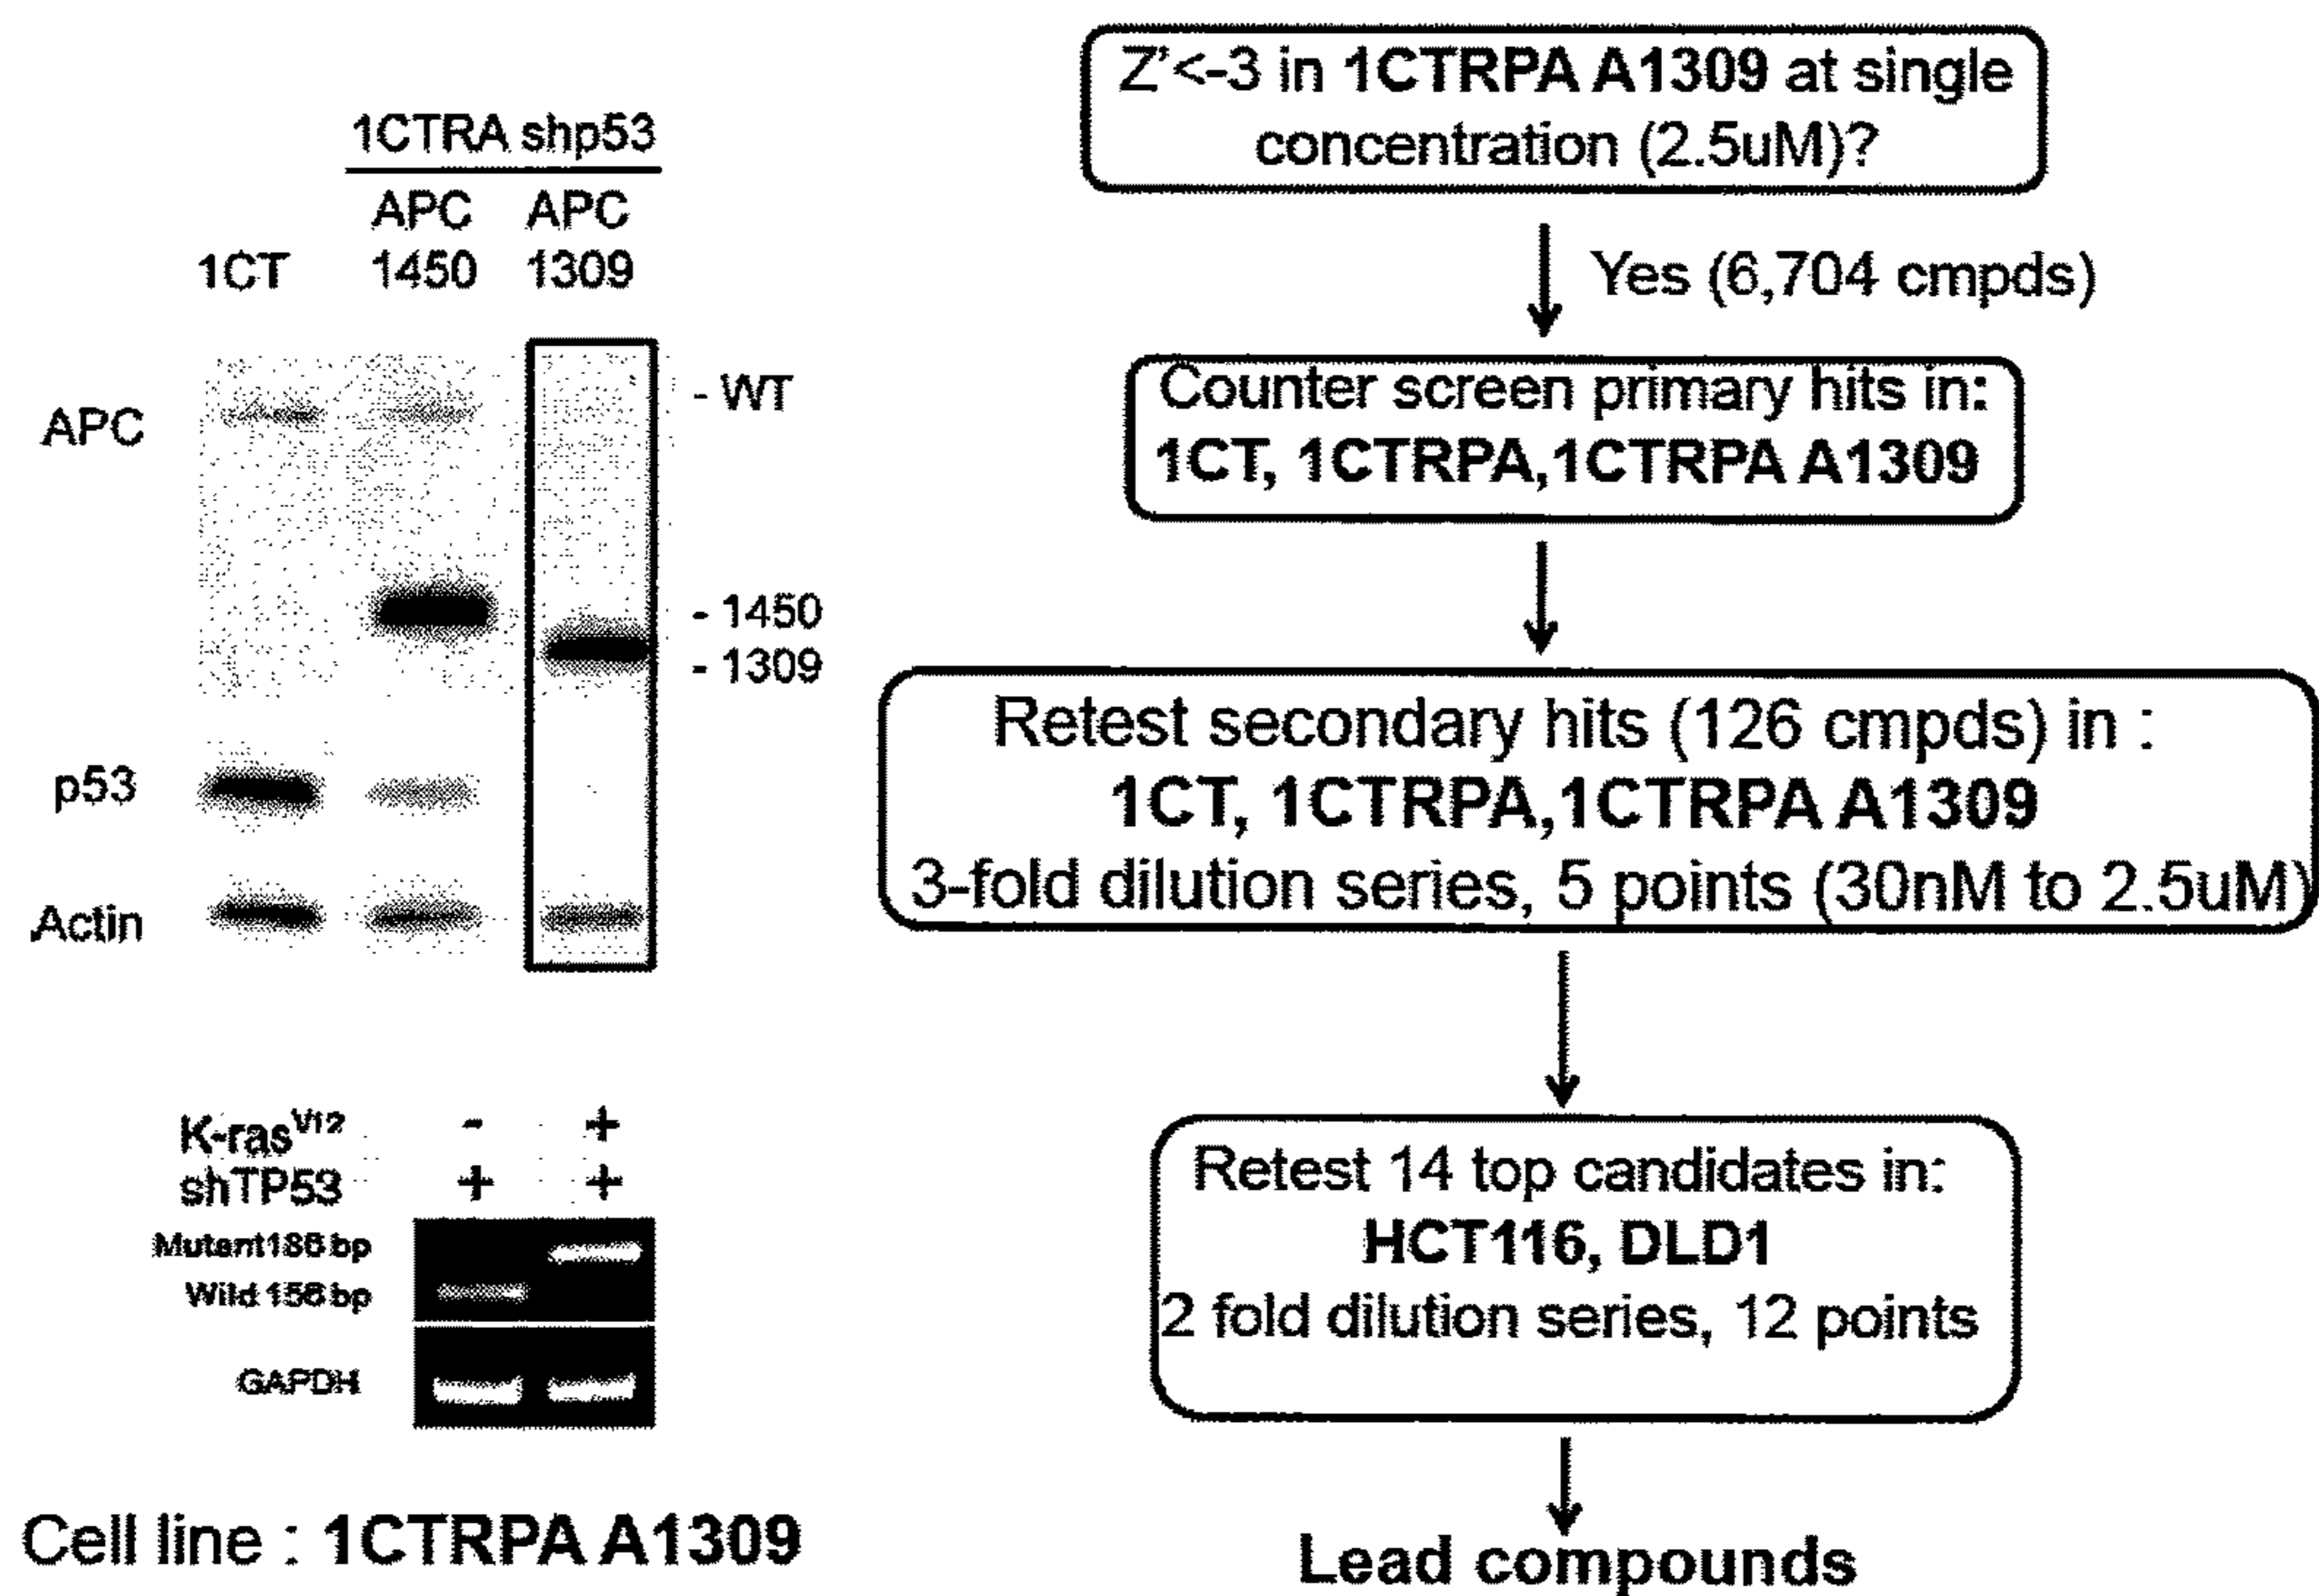 1CTRA shp53
APC APC
1CT 1450 1309
- WT
APC
- 1450
- 1309
p53
Actin
K-rasV12 - +
shTP53 + +
Mutant 186 bp
Wild 156 bp
GAPDH
Cell line : 1CTRPA A1309
Z'<-3 in 1CTRPA A1309 at single
concentration (2.5uM)?
Yes (6,704 cmpds)
Counter screen primary hits in:
1CT, 1CTRPA,1CTRPA A1309
Retest secondary hits (126 cmpds) in :
1CT, 1CTRPA,1CTRPA A1309
3-fold dilution series, 5 points (30nM to 2.5uM)
Retest 14 top candidates in:
HCT116, DLD1
2 fold dilution series, 12 points
Lead compounds